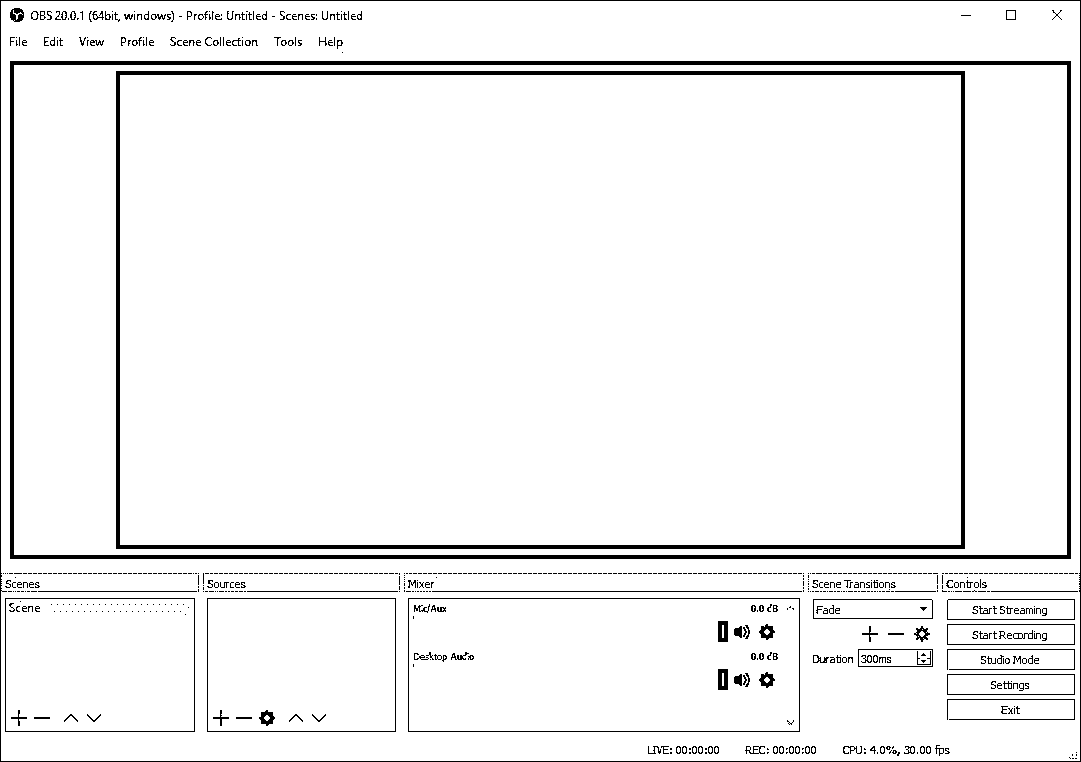 OBS 20.0.1 (64bit, windows) - Profile: Untitled - Scenes: Untitled
File Edit View Profile Scene Collection Tools Help
Scenes Sources Mixer Scene Transitions Controls
Scene
Mic/Aux 0.0 dB
Desktop Audio 0.0 dB
Fade
Duration 300ms
Start Streaming
Start Recording
Studio Mode
Settings
Exit
LIVE: 00:00:00 REC: 00:00:00 CPU: 4.0%, 30.00 fps